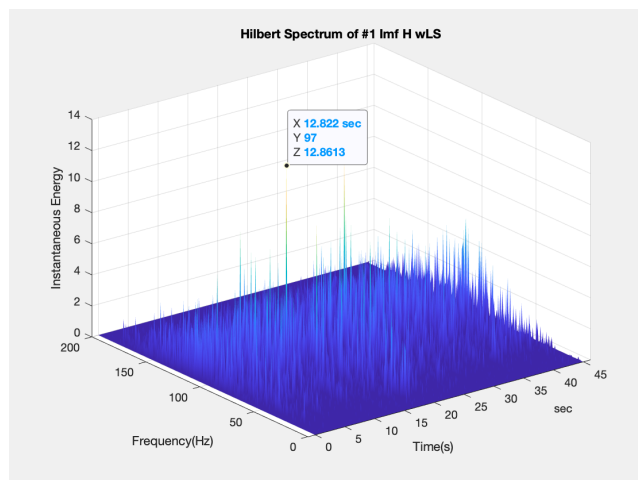 Hilbert Spectrum of #1 Imf H wLS
X 12.822 sec
Y 97
Z 12.8613
14
12
10
8
6
4
2
0
Instantaneous Energy
200
150
100
50
0
Frequency(Hz)
0
5
10
15
20
25
30
35
40
45
sec
Time(s)